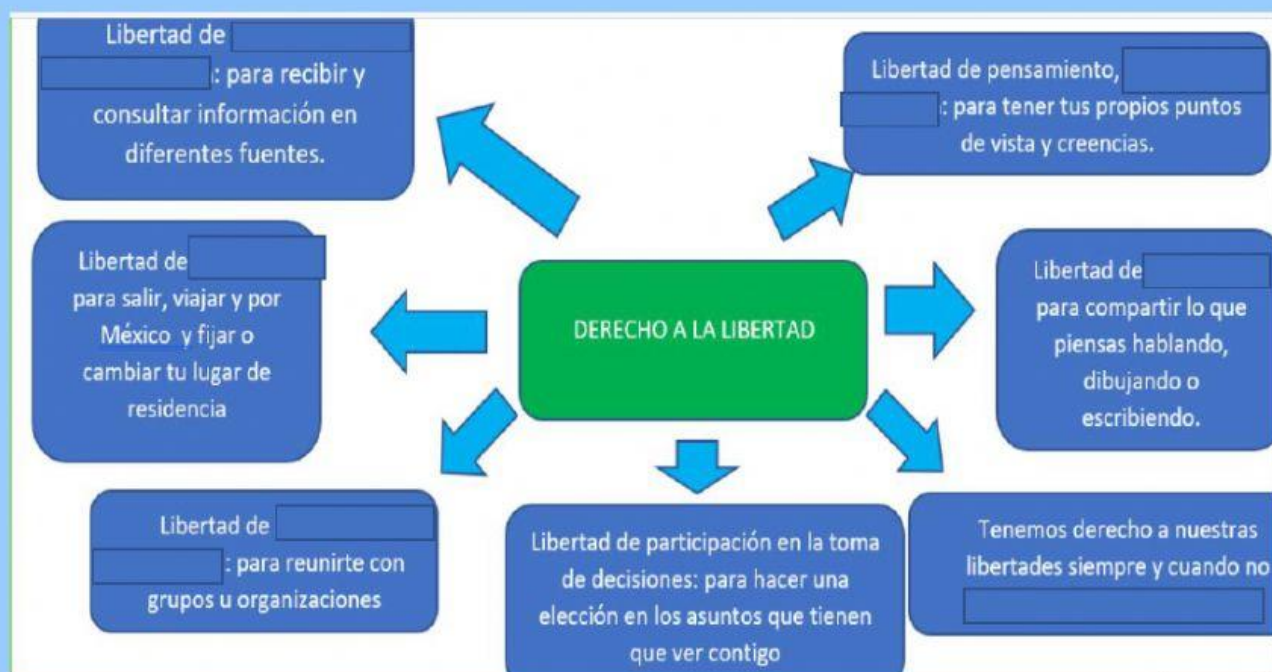 Libertad de
: para recibir y
consultar información en
diferentes fuentes.
Libertad de pensamiento,
: para tener tus propios puntos
de vista y creencias.
Libertad de
para salir, viajar y por
México y fijar o
cambiar tu lugar de
residencia
DERECHO A LA LIBERTAD
Libertad de
para compartir lo que
piensas hablando,
dibujando o
escribiendo.
Libertad de
: para reunirte con
grupos u organizaciones
Libertad de participación en la toma
de decisiones: para hacer una
elección en los asuntos que tienen
que ver contigo
Tenemos derecho a nuestras
libertades siempre y cuando no